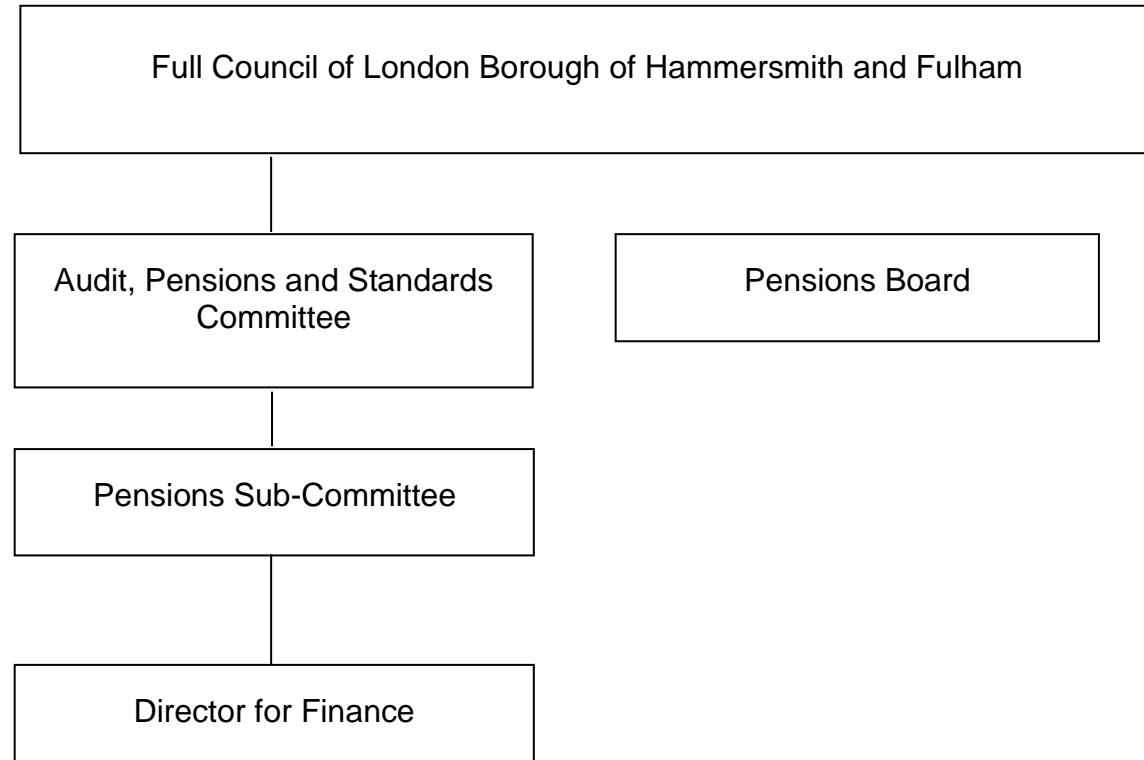 Full Council of London Borough of Hammersmith and Fulham
Audit, Pensions and Standards
Committee
Pensions Board
Pensions Sub-Committee
Director for Finance